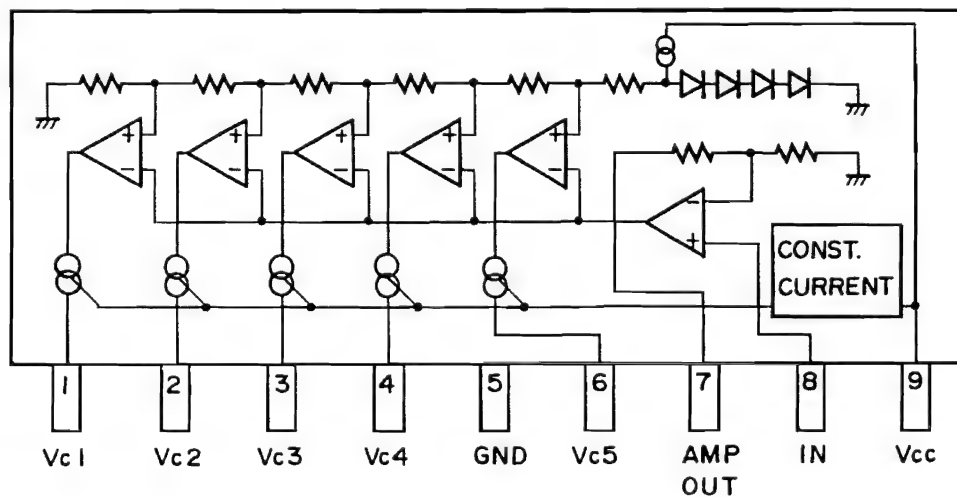 + + + + +
− − − − −
−
+
CONST.
CURRENT
1 2 3 4 5 6 7 8 9
Vc1 Vc2 Vc3 Vc4 GND Vc5 AMP IN Vcc
OUT